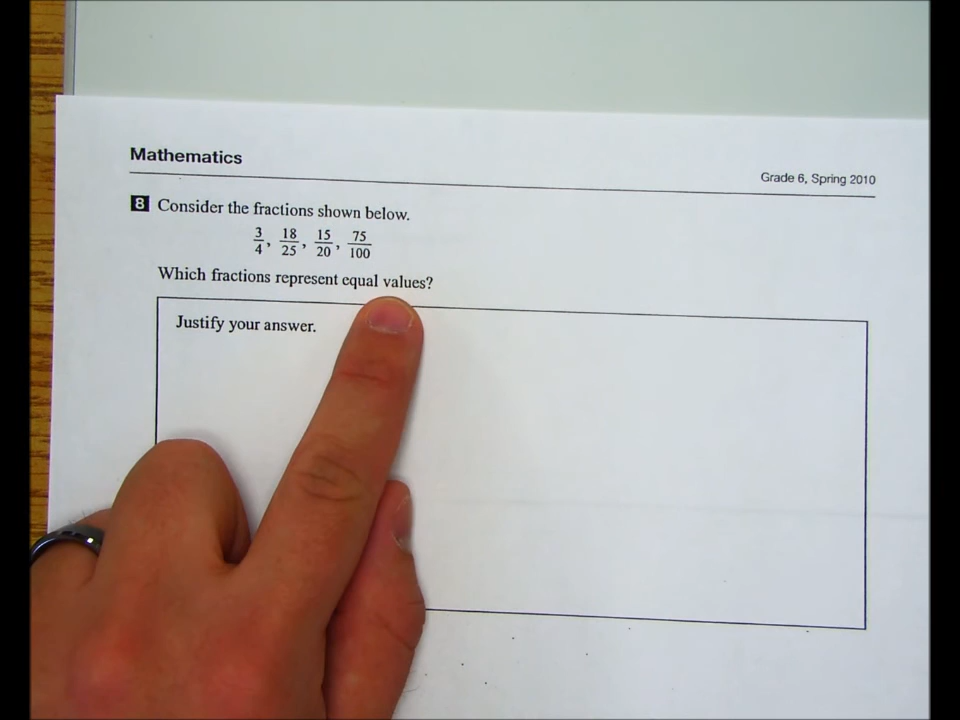 Mathematics
Grade 6, Spring 2010
8 Consider the fractions shown below.
3/4, 18/25, 15/20, 75/100
Which fractions represent equal values?
Justify your answer.